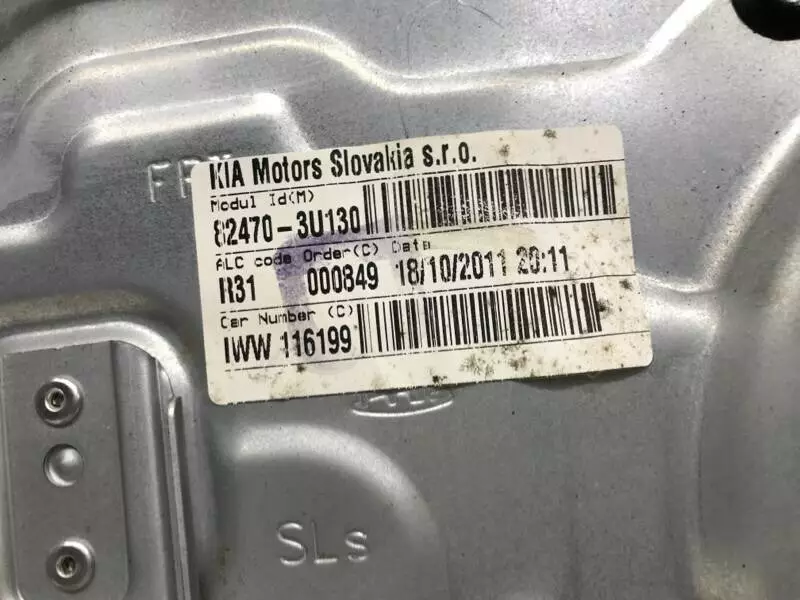 KIA Motors Slovakia s.r.o.
Modul Id(M)
82470-3U130
ALC code Order(C) Date
R31 000849 18/10/2011 20:11
Car Number (C)
IWW 116199
SLs